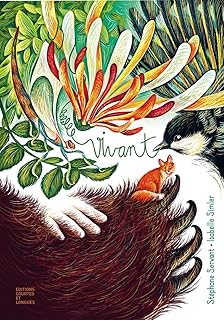 Vivant
Stéphane Servant • Isabelle Simler
EDITIONS
COURTES
ET
LONGUES